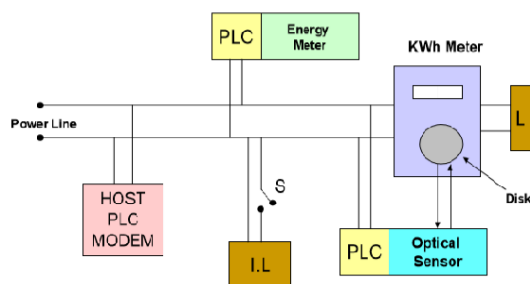 PLC
Energy
Meter
KWh Meter
Power Line
L
S
Disk
HOST
PLC
MODEM
I.L
PLC
Optical
Sensor